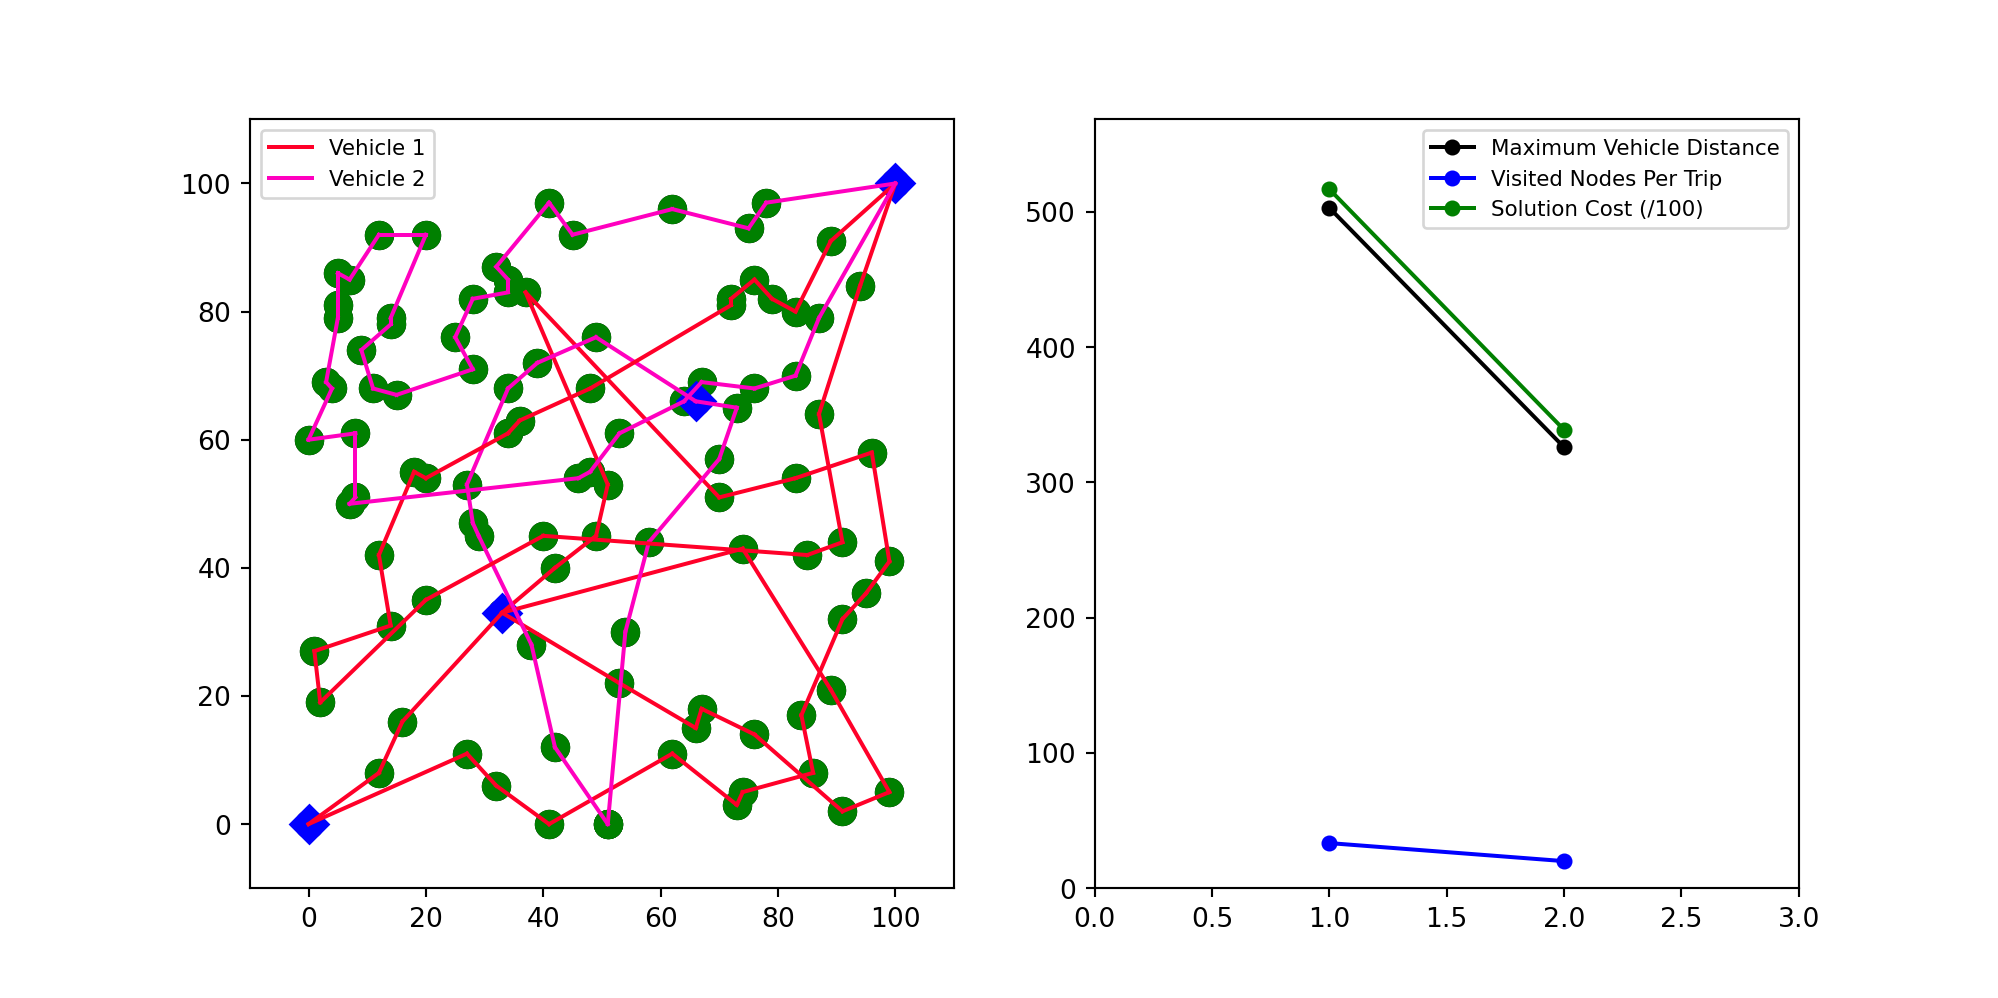 Vehicle 1
Vehicle 2
100
80
60
40
20
0
0 20 40 60 80 100
Maximum Vehicle Distance
Visited Nodes Per Trip
Solution Cost (/100)
500
400
300
200
100
0
0.0 0.5 1.0 1.5 2.0 2.5 3.0